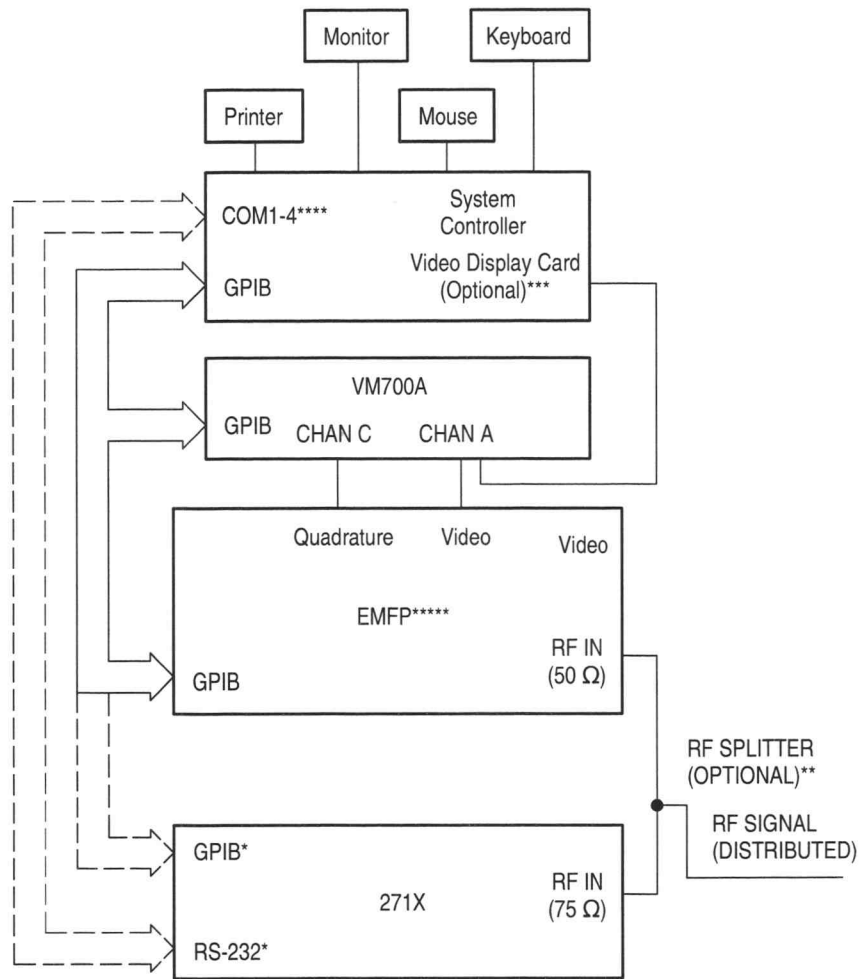 Monitor
Keyboard
Printer
Mouse
COM1-4****
System
Controller
Video Display Card
(Optional)***
GPIB
VM700A
GPIB
CHAN C
CHAN A
Quadrature
Video
Video
EMFP*****
RF IN
(50 Ω)
GPIB
RF SPLITTER
(OPTIONAL)**
RF SIGNAL
(DISTRIBUTED)
GPIB*
271X
RF IN
(75 Ω)
RS-232*